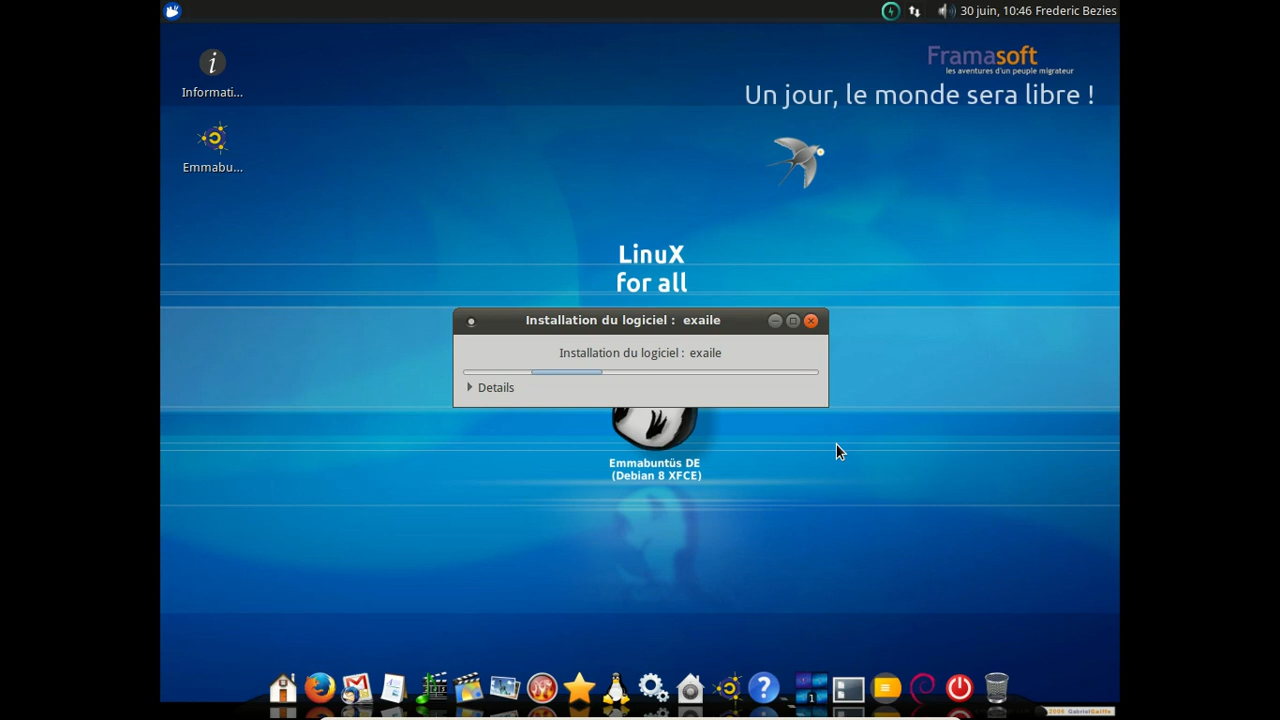 30 juin, 10:46 Frederic Bezies
Informati...
Emmabu...
Framasoft
les aventures d'un peuple migrateur
Un jour, le monde sera libre !
LinuX
for all
Installation du logiciel : exaile
Installation du logiciel : exaile
Details
Emmabuntüs DE
(Debian 8 XFCE)
1